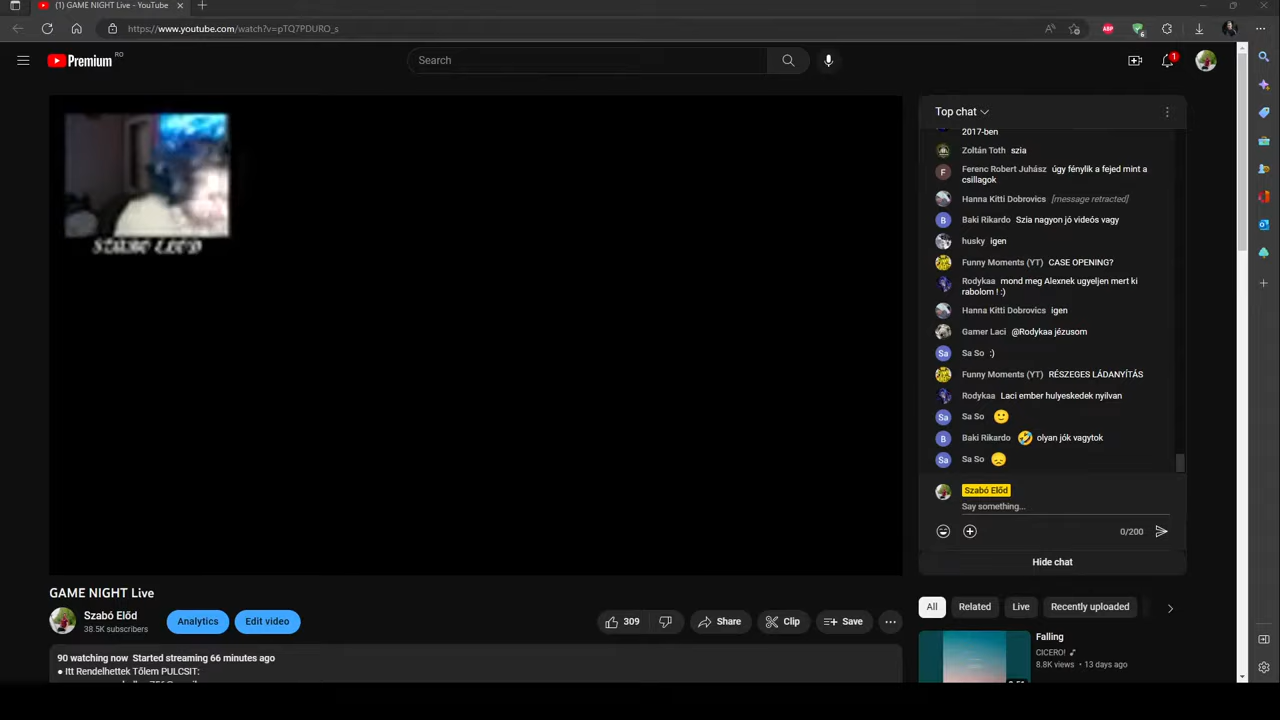 (1) GAME NIGHT Live - YouTube
https://www.youtube.com/watch?v=pTQ7PDURO_s
ABP
6
Premium
RO
Search
1
SZABÓ ELŐD
Top chat
2017-ben
Zoltán Toth szia
Ferenc Robert Juhász úgy fénylik a fejed mint a
csillagok
Hanna Kitti Dobrovics [message retracted]
Baki Rikardo Szia nagyon jó videós vagy
husky igen
Funny Moments (YT) CASE OPENING?
Rodykaa mond meg Alexnek ugyeljen mert ki
rabolom ! :)
Hanna Kitti Dobrovics igen
Gamer Laci @Rodykaa jézusom
Sa So :)
Funny Moments (YT) RÉSZEGES LÁDANYÍTÁS
Rodykaa Laci ember hulyeskedek nyilvan
Sa So 🙂
Baki Rikardo 🤣 olyan jók vagytok
Sa So 😞
Szabó Előd
Say something...
0/200
Hide chat
GAME NIGHT Live
Szabó Előd
38.5K subscribers
Analytics
Edit video
309
Share
Clip
Save
90 watching now Started streaming 66 minutes ago
● Itt Rendelhettek Tőlem PULCSIT:
All
Related
Live
Recently uploaded
Falling
CICERO!
8.8K views • 13 days ago